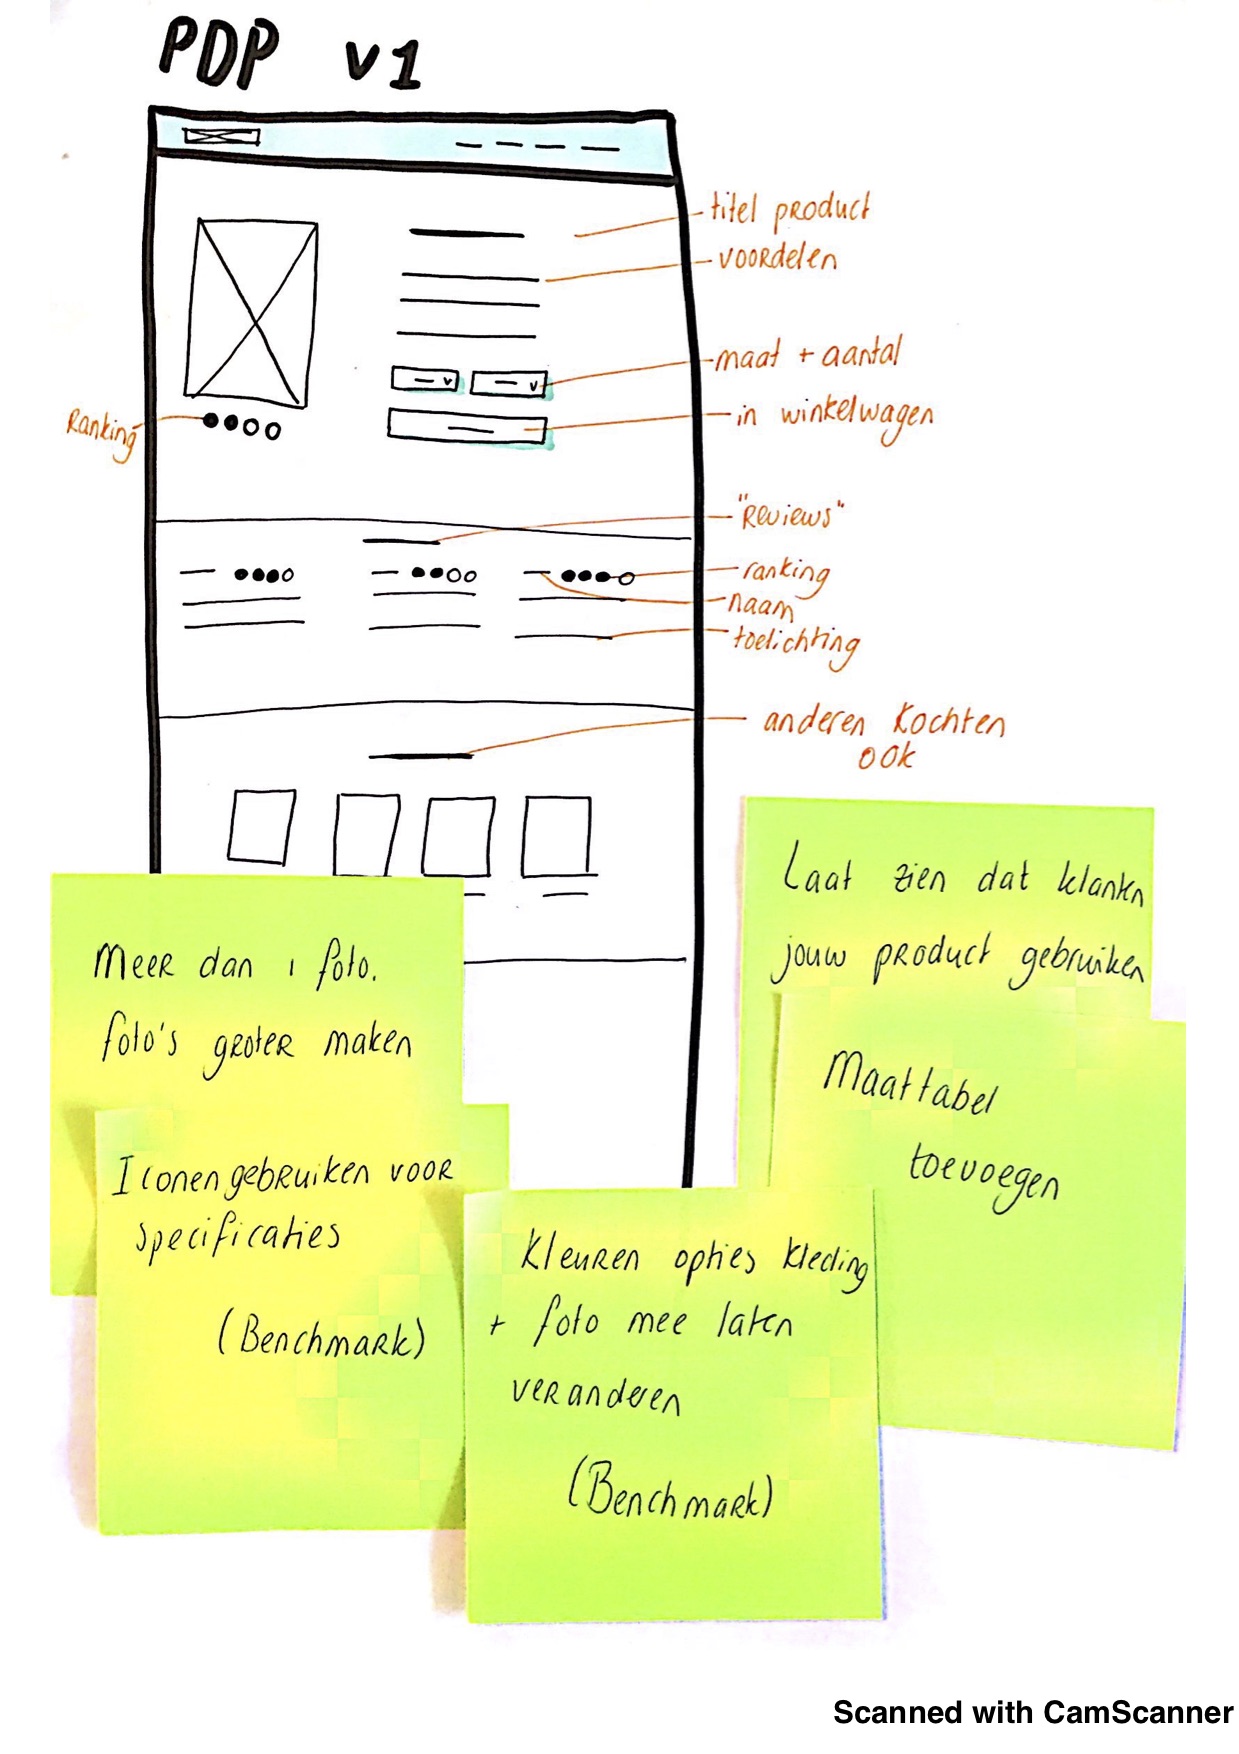 PDP v1
titel product
voordelen
maat + aantal
in winkelwagen
Ranking
"Reviews"
ranking
naam
toelichting
anderen kochten
ook
Laat zien dat klantn
jouw product gebruiken
Meer dan 1 foto.
foto's groter maken
Maattabel
toevoegen
Iconen gebruiken voor
specificaties
(Benchmark)
Kleuren opties kleding
+ foto mee laten
veranderen
(Benchmark)
Scanned with CamScanner